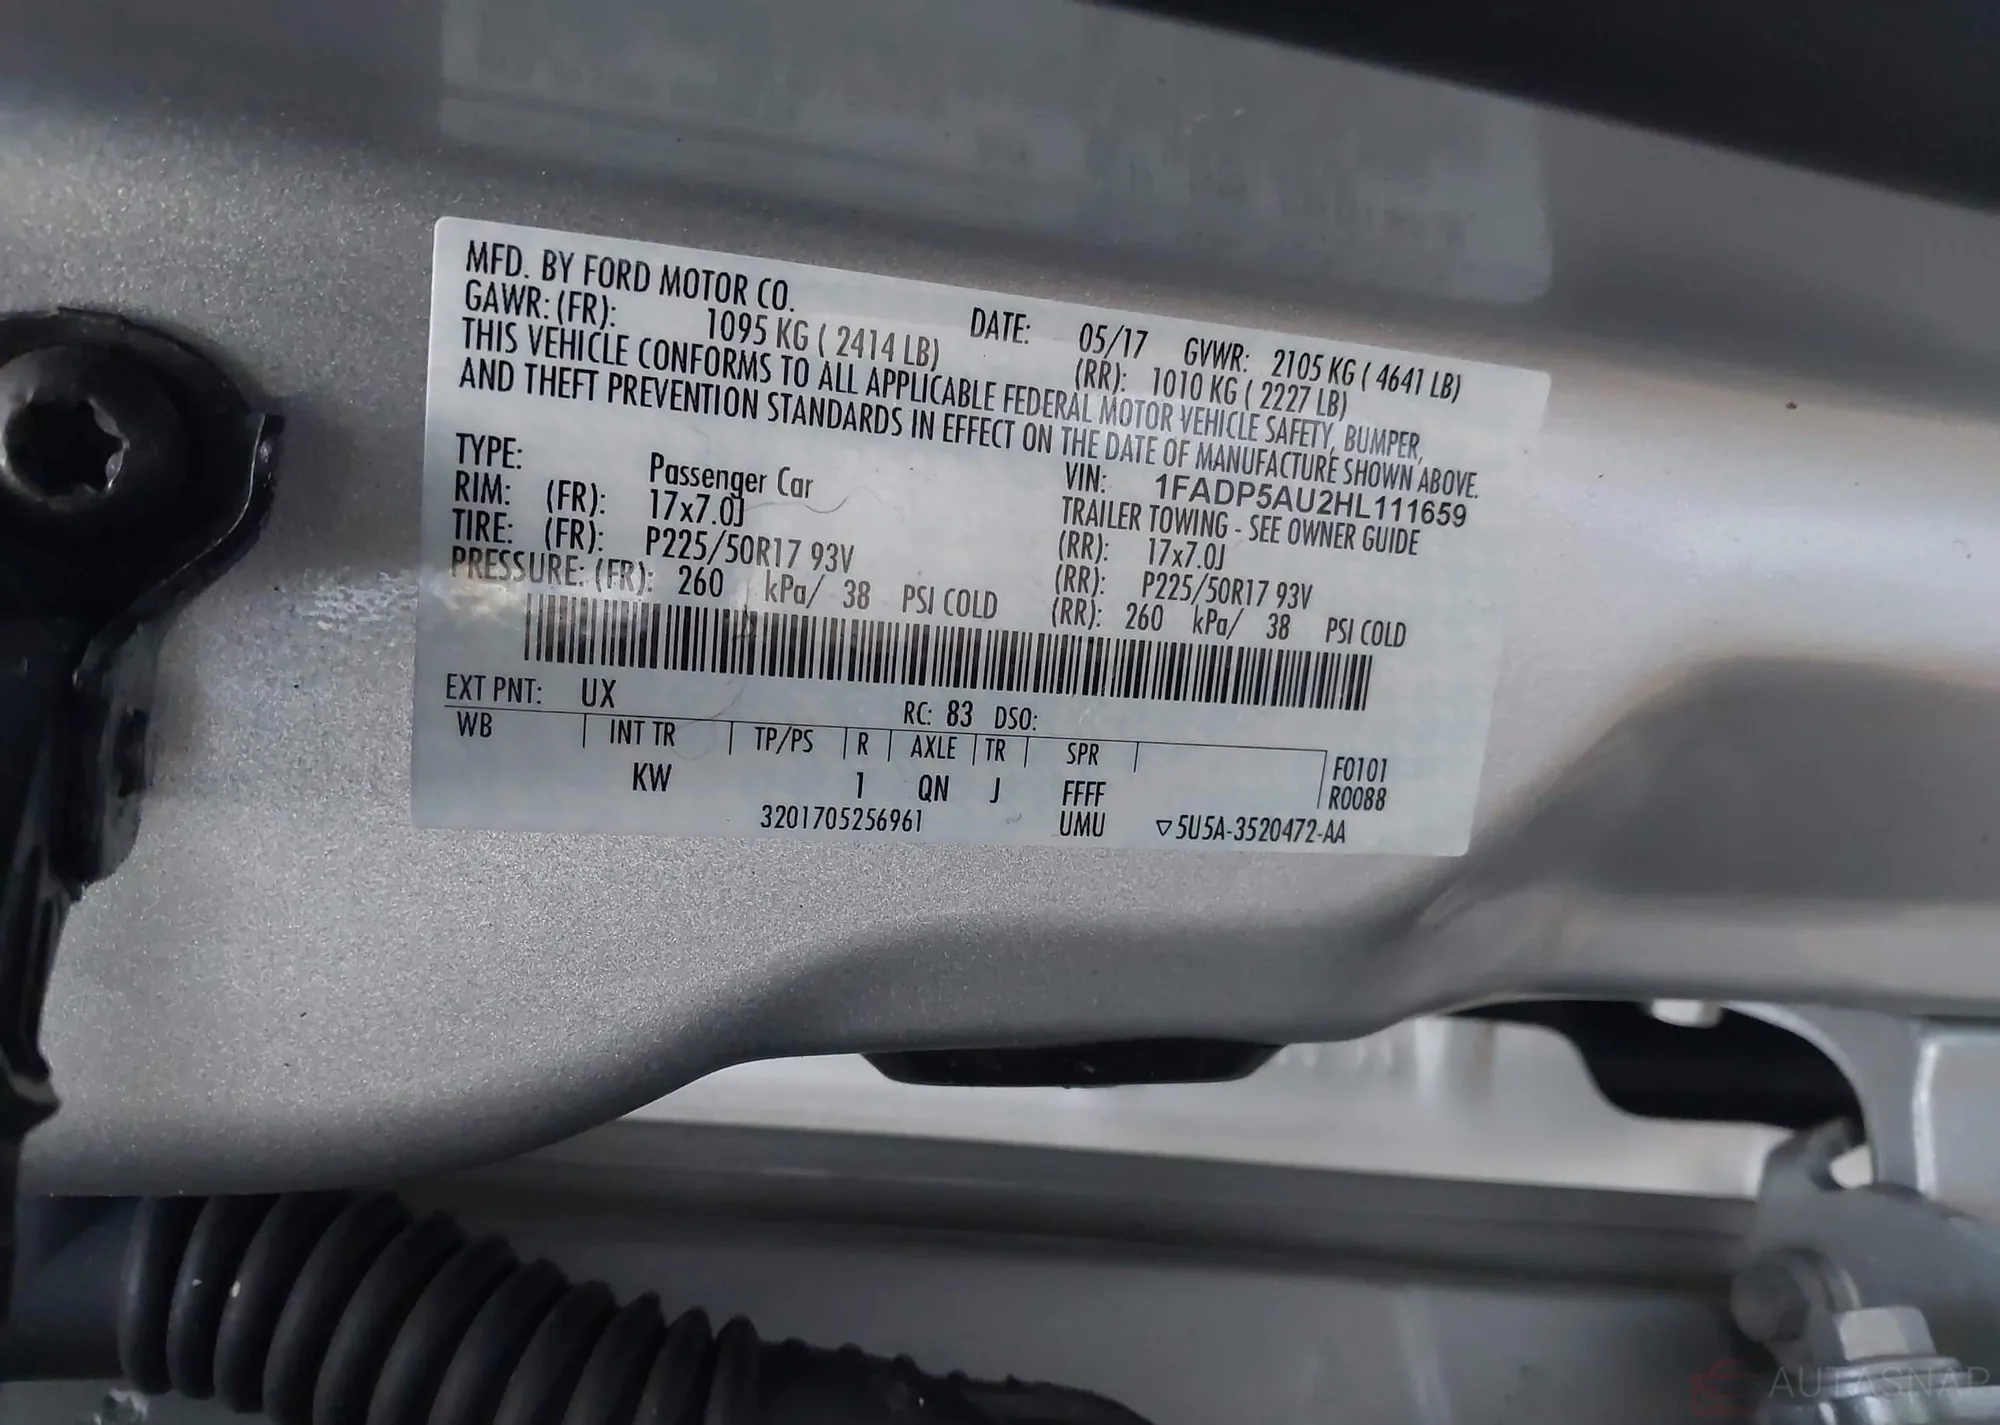 MFD. BY FORD MOTOR CO.
DATE: 05/17 GVWR: 2105 KG ( 4641 LB)
GAWR: (FR): 1095 KG ( 2414 LB) (RR): 1010 KG ( 2227 LB)
THIS VEHICLE CONFORMS TO ALL APPLICABLE FEDERAL MOTOR VEHICLE SAFETY, BUMPER,
AND THEFT PREVENTION STANDARDS IN EFFECT ON THE DATE OF MANUFACTURE SHOWN ABOVE.
VIN: 1FADP5AU2HL111659
TYPE: Passenger Car TRAILER TOWING - SEE OWNER GUIDE
RIM: (FR): 17x7.0J (RR): 17x7.0J
TIRE: (FR): P225/50R17 93V (RR): P225/50R17 93V
PRESSURE: (FR): 260 kPa/ 38 PSI COLD (RR): 260 kPa/ 38 PSI COLD
EXT PNT: UX RC: 83 DSO:
WB INT TR TP/PS R AXLE TR SPR F0101
KW 1 QN J FFFF R0088
3201705256961 UMU ▽5U5A-3520472-AA
AUTASNAP